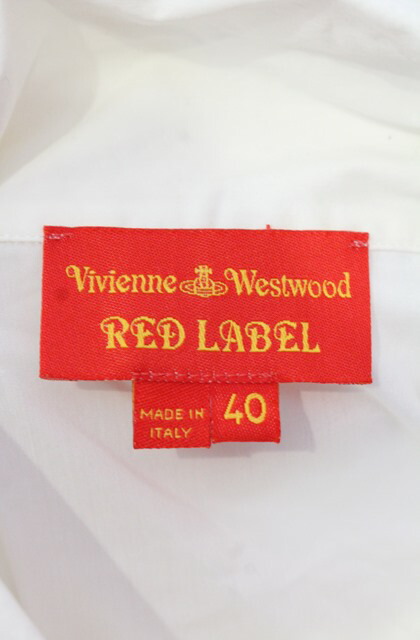 Vivienne Westwood
RED LABEL
MADE IN
ITALY
40